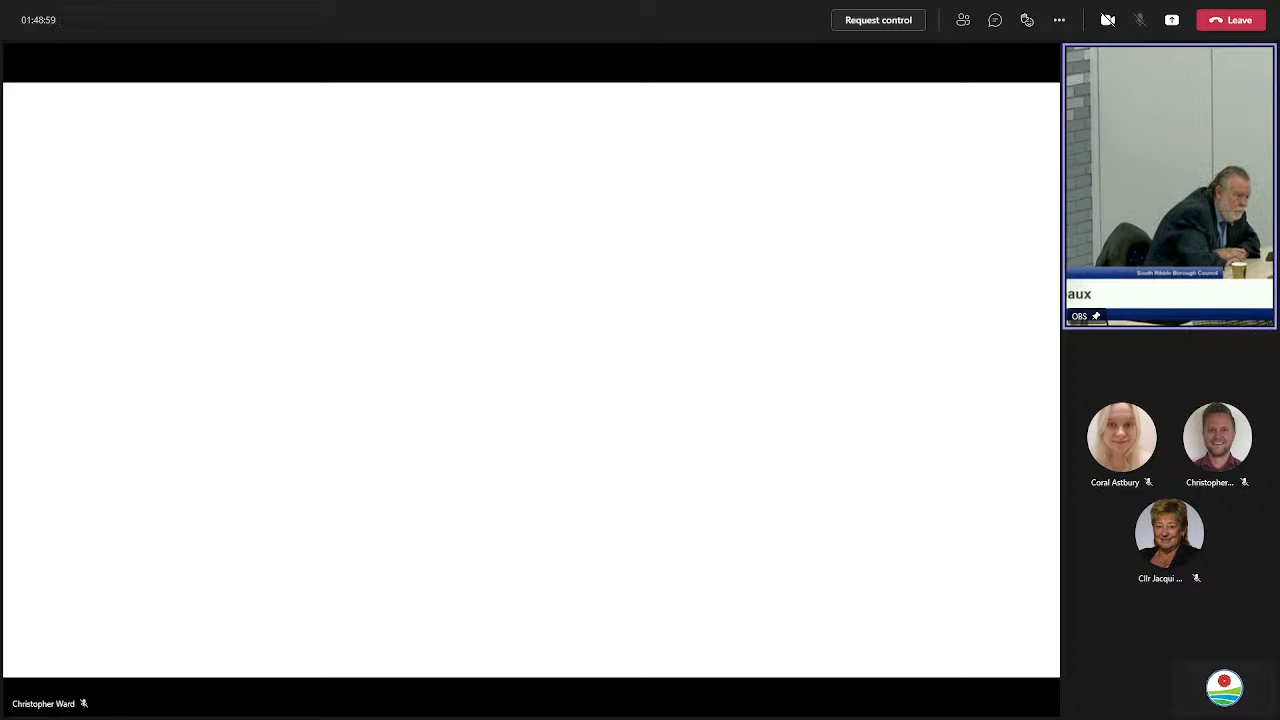 01:48:59
Request control
Leave
South Ribble Borough Council
aux
OBS
Coral Astbury
Christopher...
Cllr Jacqui ...
Christopher Ward